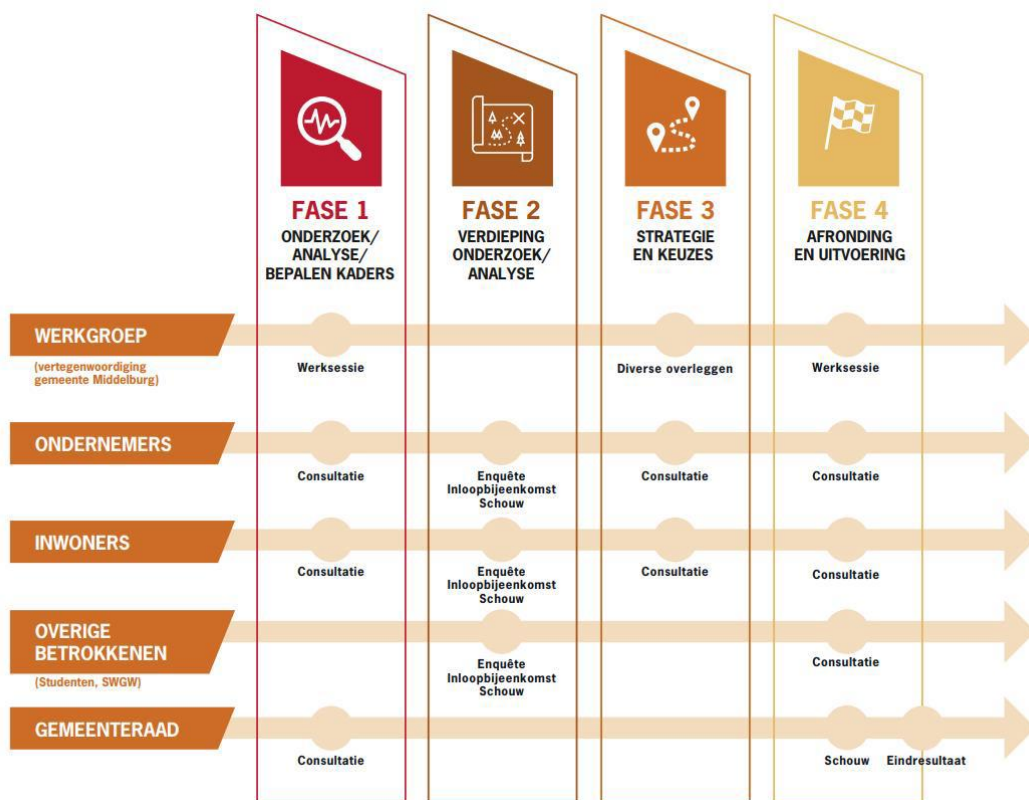 FASE 1
ONDERZOEK/
ANALYSE/
BEPALEN KADERS
FASE 2
VERDIEPING
ONDERZOEK/
ANALYSE
FASE 3
STRATEGIE
EN KEUZES
FASE 4
AFRONDING
EN UITVOERING
WERKGROEP
(vertegenwoordiging
gemeente Middelburg)
Werksessie
Diverse overleggen
Werksessie
ONDERNEMERS
Consultatie
Enquête
Inloopbijeenkomst
Schouw
Consultatie
Consultatie
INWONERS
Consultatie
Enquête
Inloopbijeenkomst
Schouw
Consultatie
Consultatie
OVERIGE
BETROKKENEN
(Studenten, SWGW)
Enquête
Inloopbijeenkomst
Schouw
Consultatie
GEMEENTERAAD
Consultatie
Schouw
Eindresultaat